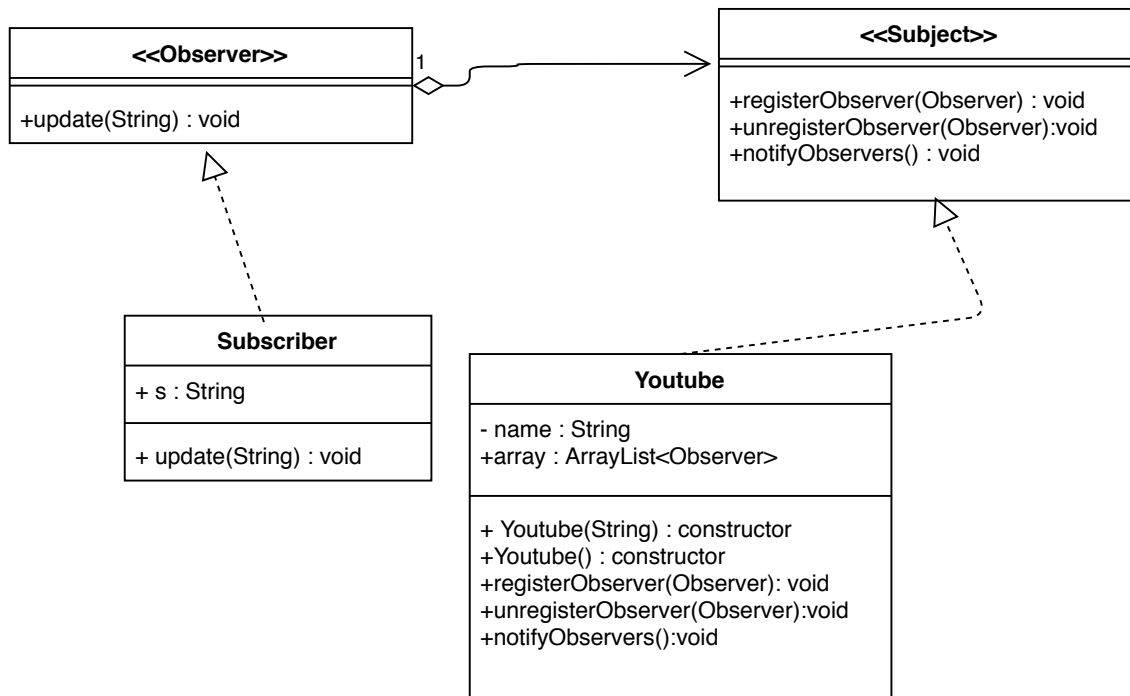 <<Observer>>
+update(String) : void
1
<<Subject>>
+registerObserver(Observer) : void
+unregisterObserver(Observer):void
+notifyObservers() : void
Subscriber
+ s : String
+ update(String) : void
Youtube
- name : String
+array : ArrayList<Observer>
+ Youtube(String) : constructor
+Youtube() : constructor
+registerObserver(Observer): void
+unregisterObserver(Observer):void
+notifyObservers():void